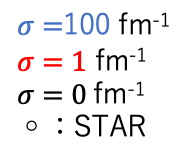 σ =100 fm-1
σ = 1 fm-1
σ = 0 fm-1
○ : STAR